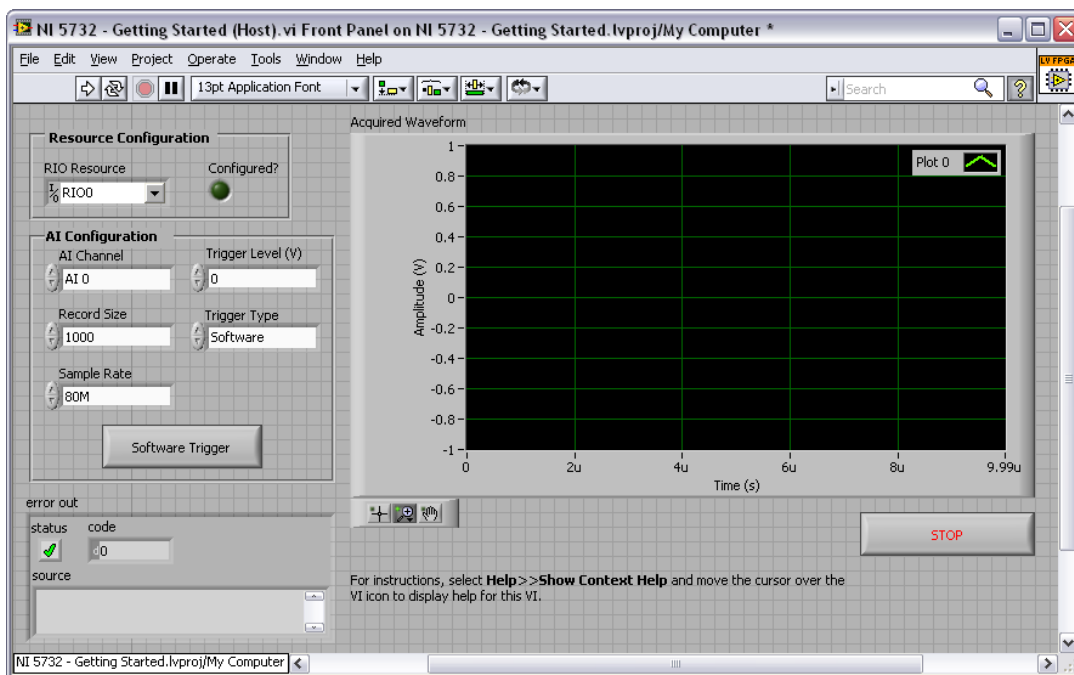 NI 5732 - Getting Started (Host).vi Front Panel on NI 5732 - Getting Started.lvproj/My Computer *
File Edit View Project Operate Tools Window Help
LV FPGA
13pt Application Font
Search
Resource Configuration
RIO Resource
Configured?
I/O RIO0
AI Configuration
AI Channel
Trigger Level (V)
AI 0
0
Record Size
Trigger Type
1000
Software
Sample Rate
80M
Software Trigger
error out
status
code
d0
source
Acquired Waveform
Plot 0
1
0.8
0.6
0.4
0.2
0
-0.2
-0.4
-0.6
-0.8
-1
Amplitude (V)
0 2u 4u 6u 8u 9.99u
Time (s)
STOP
For instructions, select Help>>Show Context Help and move the cursor over the
VI icon to display help for this VI.
NI 5732 - Getting Started.lvproj/My Computer